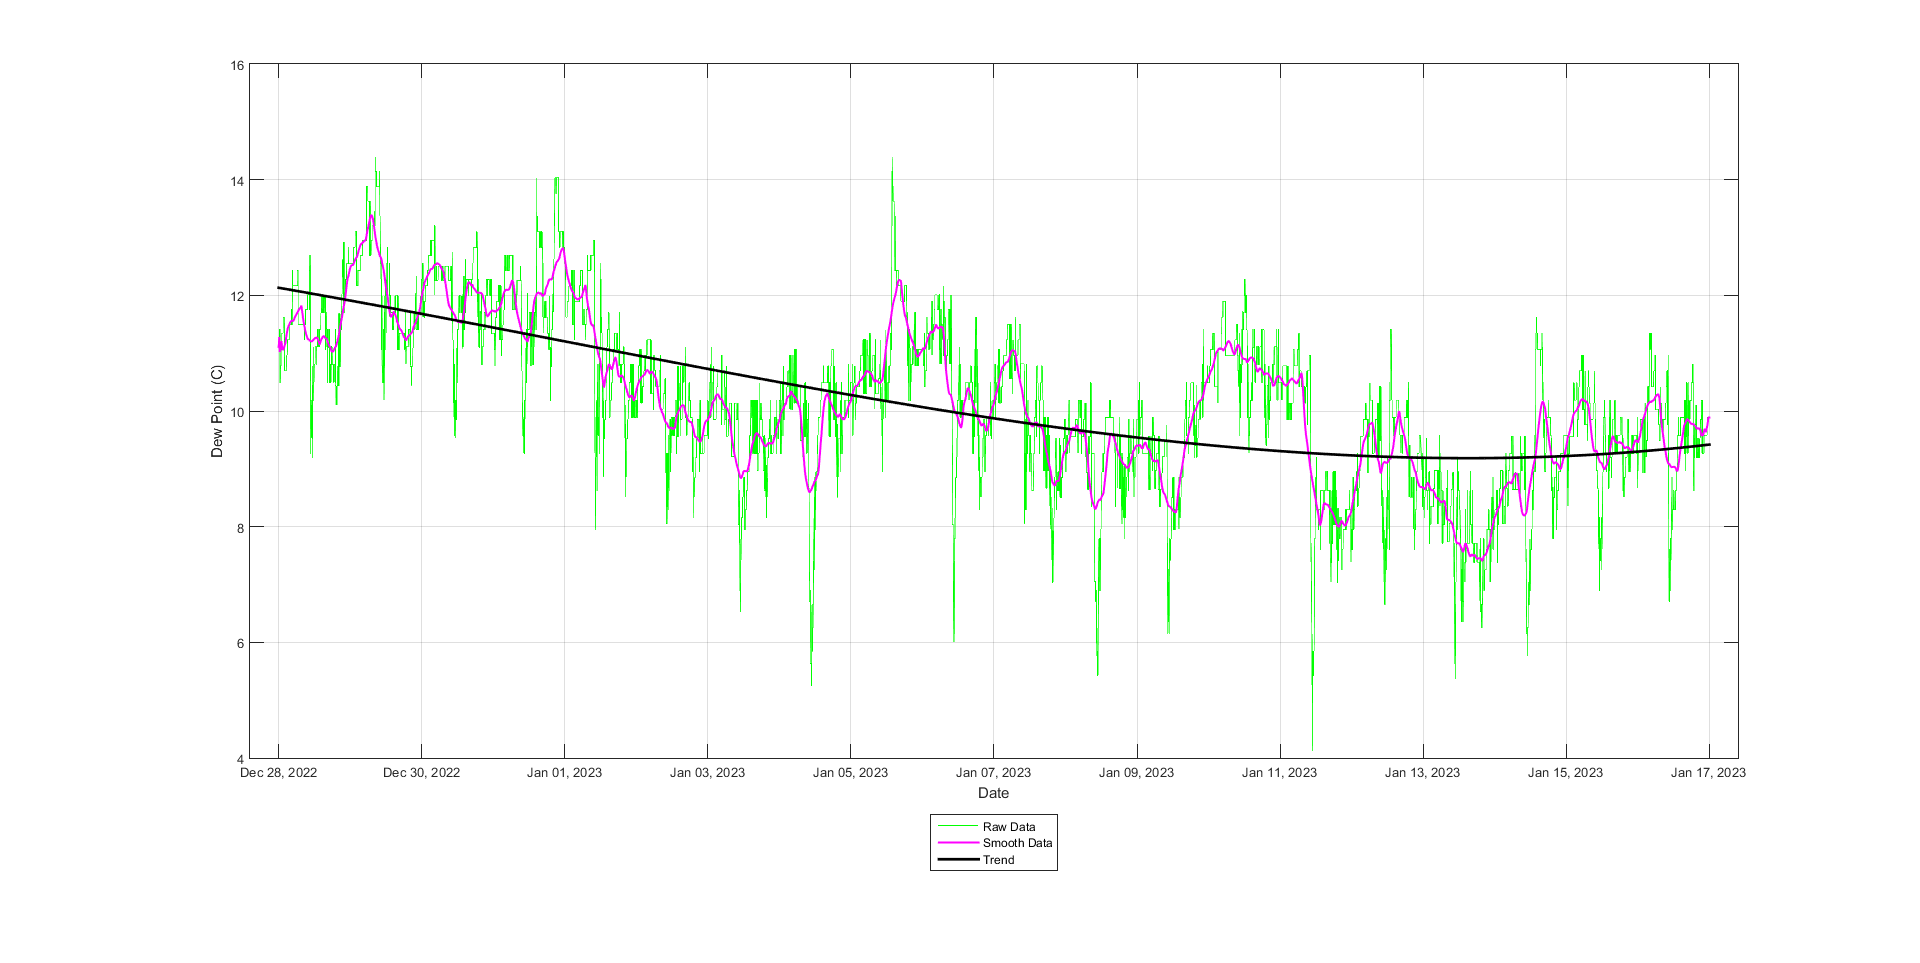 16
14
12
10
8
6
4
Dew Point (C)
Dec 28, 2022 Dec 30, 2022 Jan 01, 2023 Jan 03, 2023 Jan 05, 2023 Jan 07, 2023 Jan 09, 2023 Jan 11, 2023 Jan 13, 2023 Jan 15, 2023 Jan 17, 2023
Date
Raw Data
Smooth Data
Trend